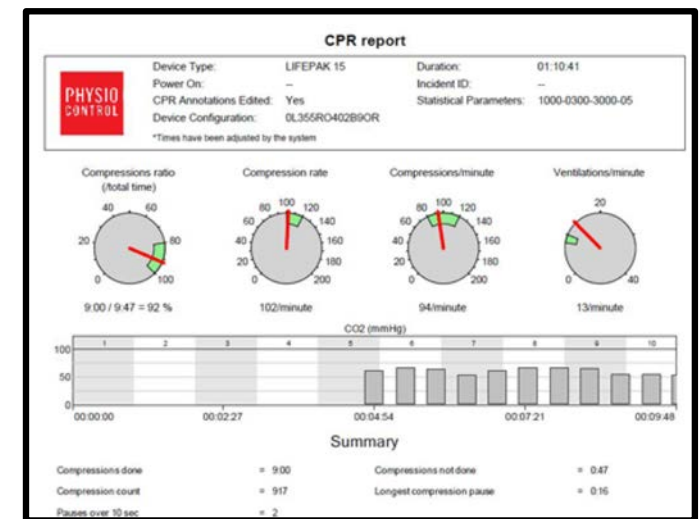 CPR report
PHYSIO
CONTROL
Device Type: LIFEPAK 15 Duration: 01:10:41
Power On: -- Incident ID: --
CPR Annotations Edited: Yes Statistical Parameters: 1000-0300-3000-05
Device Configuration: 0L355RO402B9OR
*Times have been adjusted by the system
Compressions ratio
(/total time)
Compression rate
Compressions/minute
Ventilations/minute
0 20 40 60 80 100
0 20 40 60 80 100 120 140 160 180 200
0 20 40 60 80 100 120 140 160 180 200
0 20 40
9:00 / 9:47 = 92 % 102/minute 94/minute 13/minute
CO2 (mmHg)
1 2 3 4 5 6 7 8 9 10
100
50
0
00:00:00 00:02:27 00:04:54 00:07:21 00:09:48
Summary
Compressions done = 9:00 Compressions not done = 0:47
Compression count = 917 Longest compression pause = 0:16
Pauses over 10 sec = 2